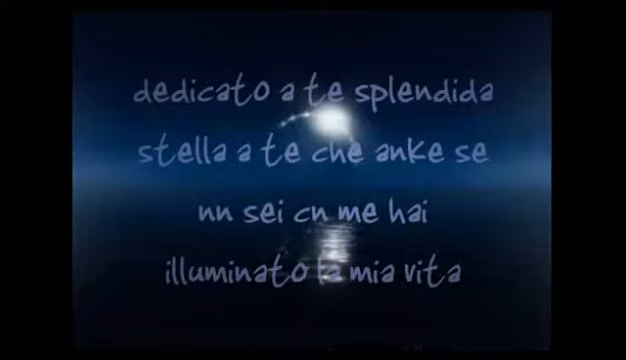 dedicato a te splendida
stella a te che anke se
nn sei cn me hai
illuminato la mia vita